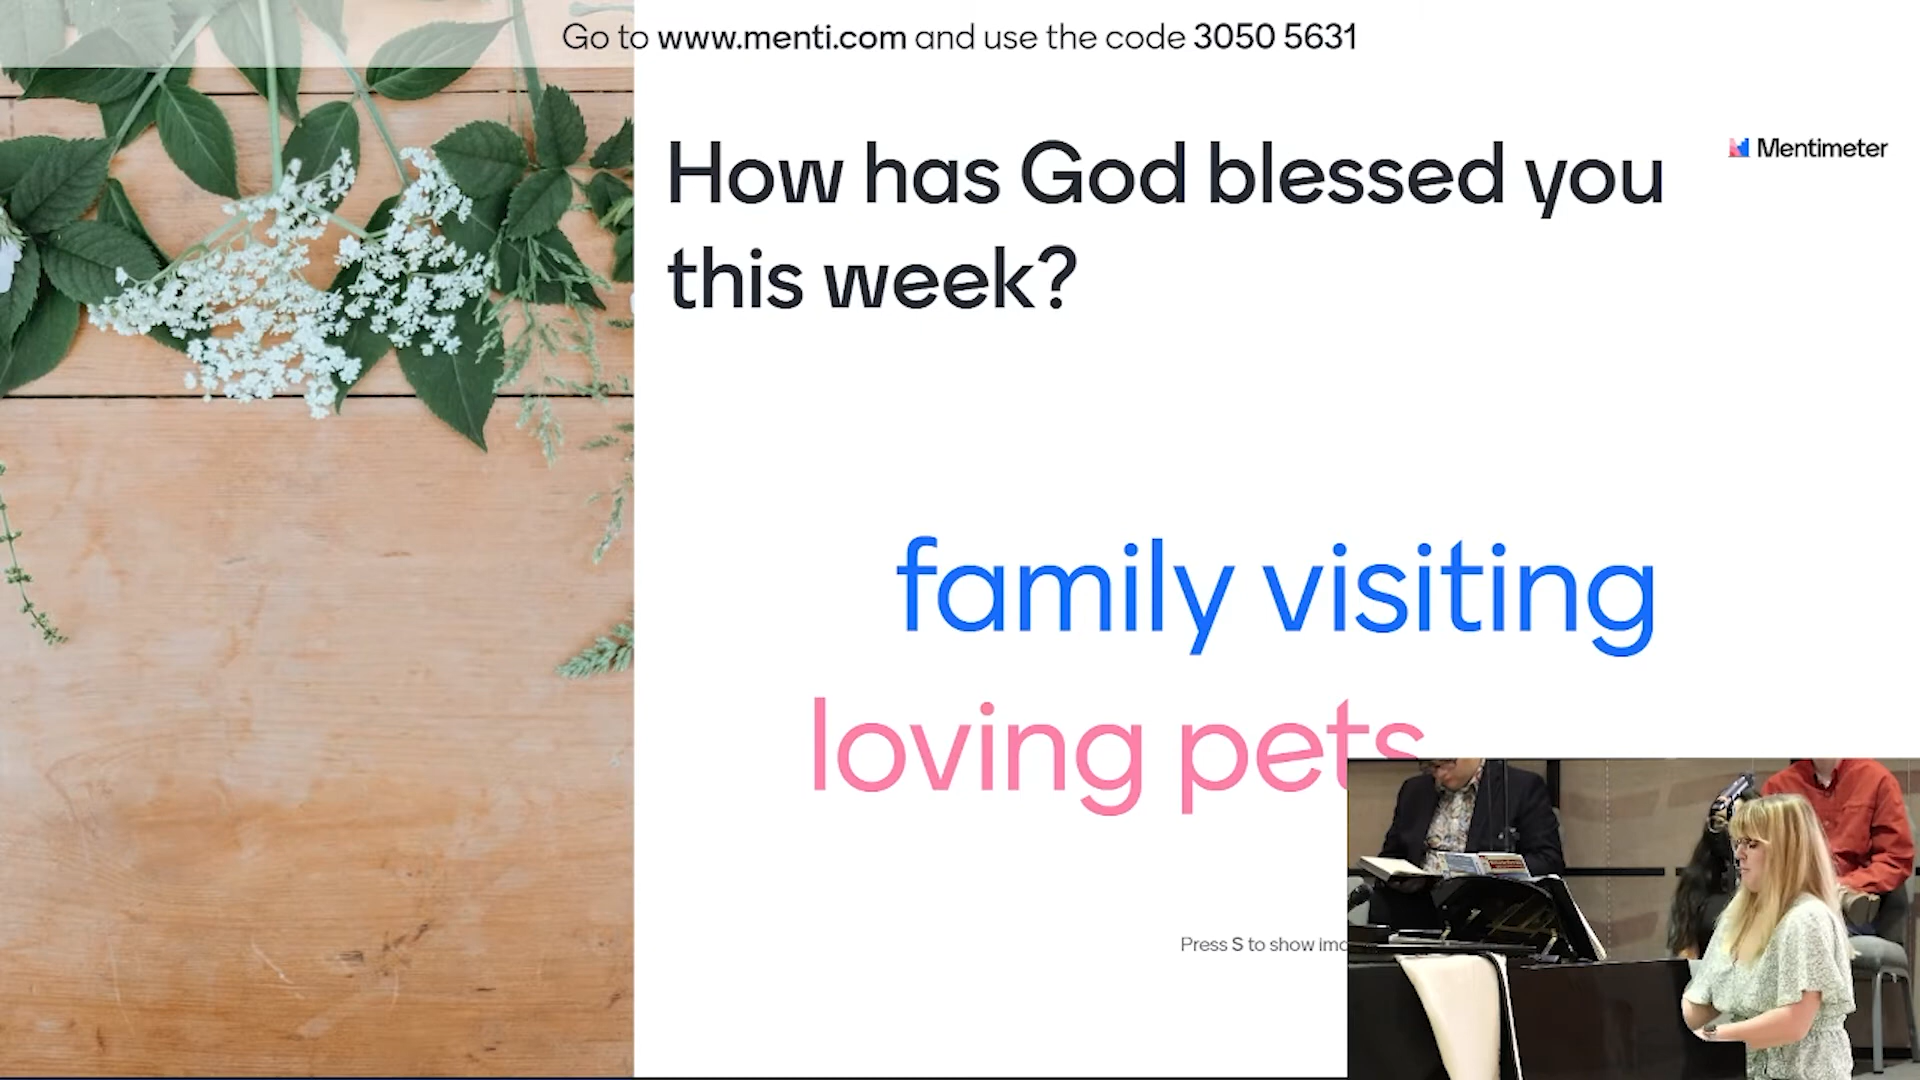 Go to www.menti.com and use the code 3050 5631
How has God blessed you
this week?
Mentimeter
family visiting
loving pets
Press S to show